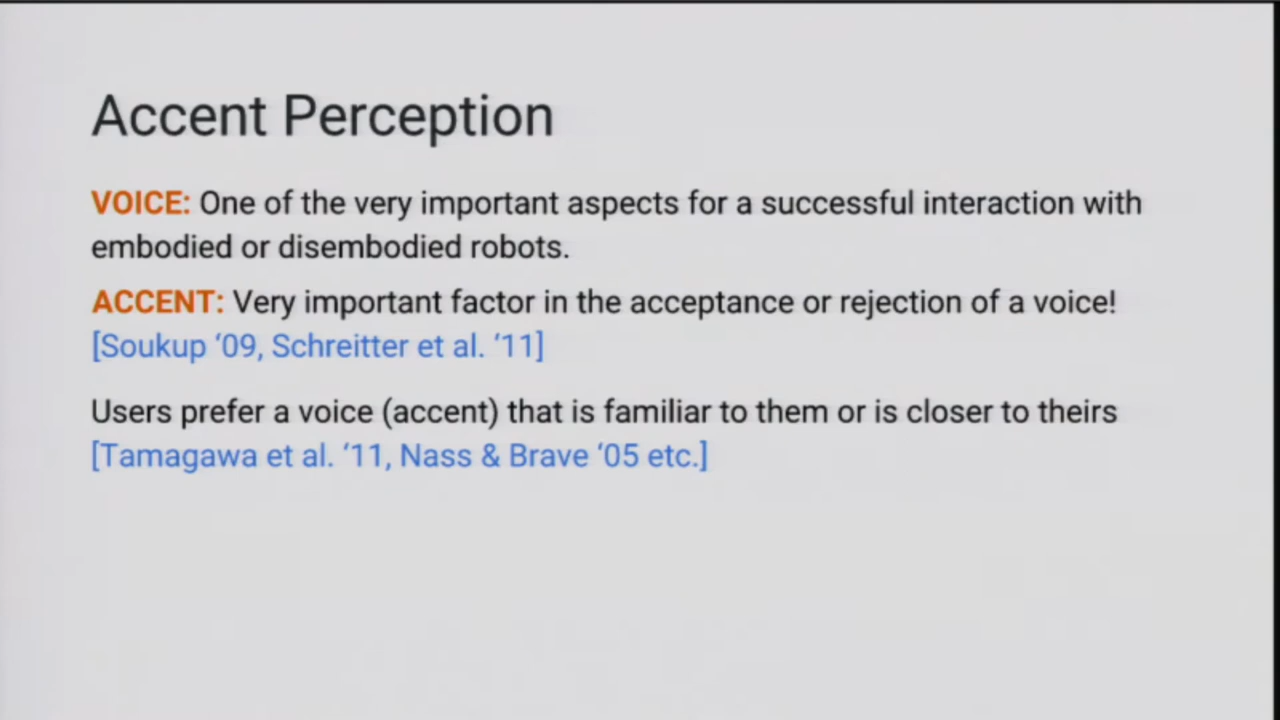 Accent Perception
VOICE: One of the very important aspects for a successful interaction with
embodied or disembodied robots.
ACCENT: Very important factor in the acceptance or rejection of a voice!
[Soukup ‘09, Schreitter et al. ‘11]
Users prefer a voice (accent) that is familiar to them or is closer to theirs
[Tamagawa et al. ‘11, Nass & Brave ‘05 etc.]